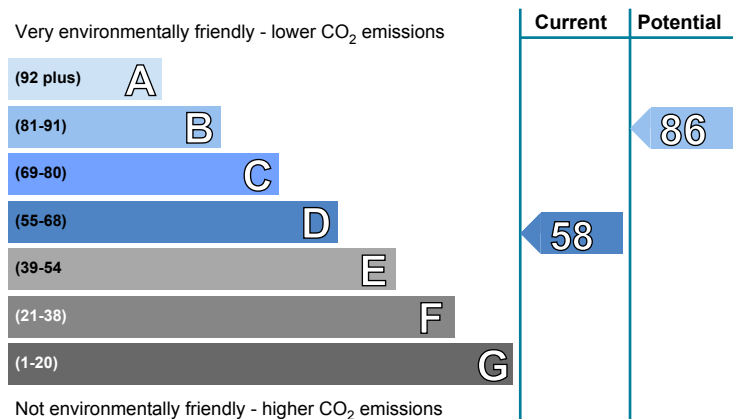 Very environmentally friendly - lower CO₂ emissions
Current
Potential
(92 plus) A
(81-91) B
86
(69-80) C
(55-68) D
58
(39-54 E
(21-38) F
(1-20) G
Not environmentally friendly - higher CO₂ emissions